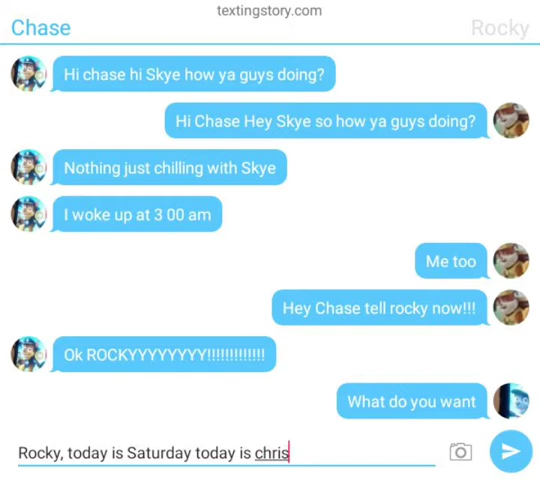 textingstory.com
Chase
Rocky
Hi chase hi Skye how ya guys doing?
Hi Chase Hey Skye so how ya guys doing?
Nothing just chilling with Skye
I woke up at 3 00 am
Me too
Hey Chase tell rocky now!!!
Ok ROCKYYYYYYYY!!!!!!!!!!!!!
What do you want
Rocky, today is Saturday today is chris